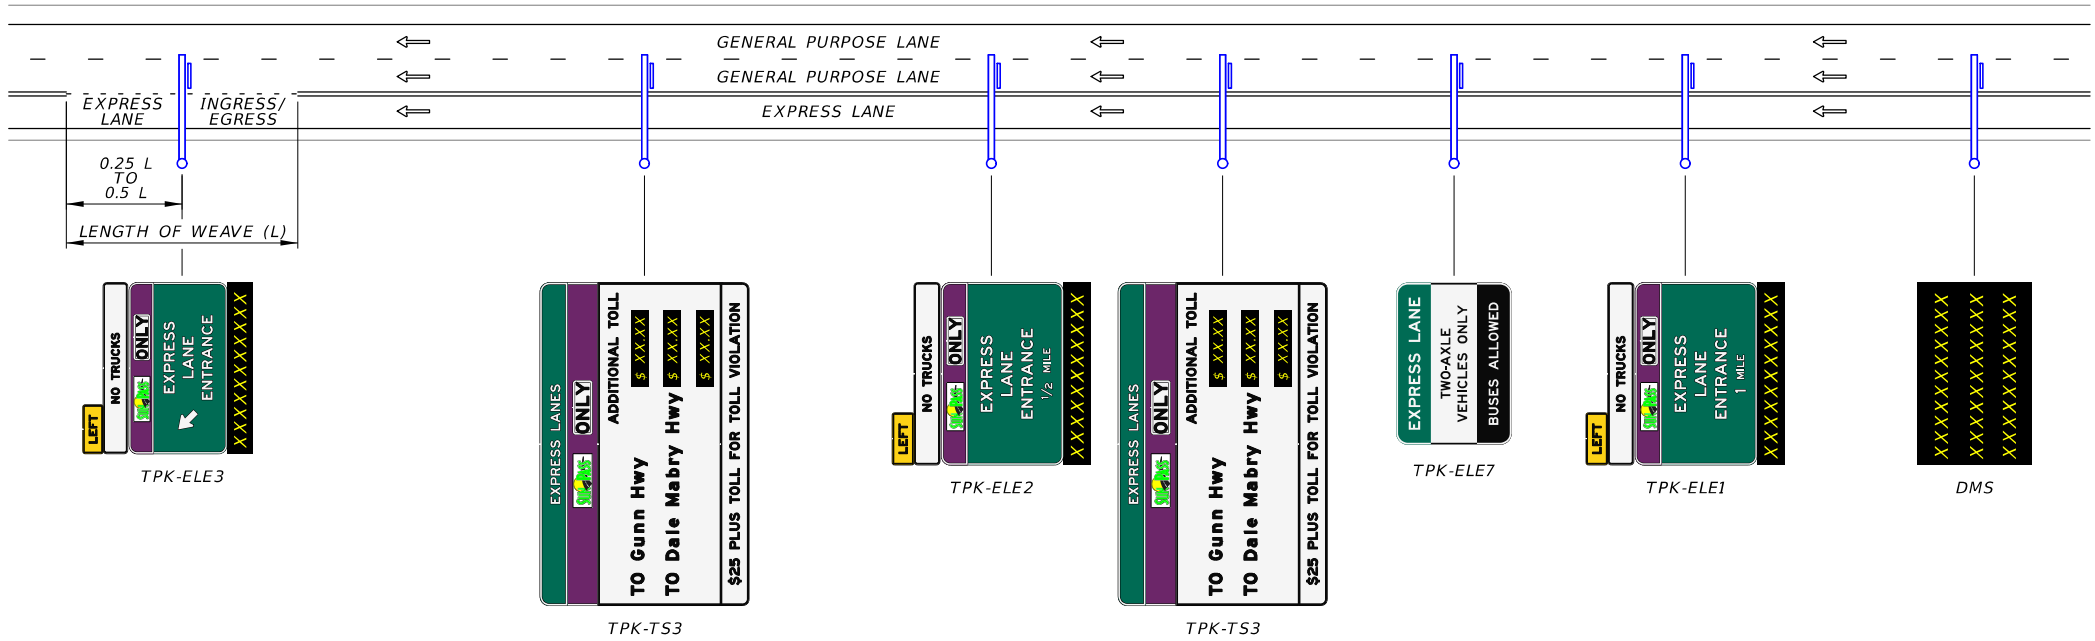 GENERAL PURPOSE LANE
GENERAL PURPOSE LANE
EXPRESS LANE
EXPRESS
LANE
INGRESS/
EGRESS
0.25 L
TO
0.5 L
LENGTH OF WEAVE (L)
LEFT
NO TRUCKS
ONLY
EXPRESS
LANE
ENTRANCE
XXXXXXXXXXX
TPK-ELE3
EXPRESS LANES
ONLY
ADDITIONAL TOLL
TO Gunn Hwy $ XX.XX
TO Dale Mabry Hwy $ XX.XX
$ XX.XX
$25 PLUS TOLL FOR TOLL VIOLATION
TPK-TS3
LEFT
NO TRUCKS
ONLY
EXPRESS
LANE
ENTRANCE
1/2 MILE
XXXXXXXXXXX
TPK-ELE2
EXPRESS LANES
ONLY
ADDITIONAL TOLL
TO Gunn Hwy $ XX.XX
TO Dale Mabry Hwy $ XX.XX
$ XX.XX
$25 PLUS TOLL FOR TOLL VIOLATION
TPK-TS3
EXPRESS LANE
TWO-AXLE
VEHICLES ONLY
BUSES ALLOWED
TPK-ELE7
LEFT
NO TRUCKS
ONLY
EXPRESS
LANE
ENTRANCE
1 MILE
XXXXXXXXXXX
TPK-ELE1
XXXXXXXXXXX
XXXXXXXXXXX
XXXXXXXXXXX
DMS